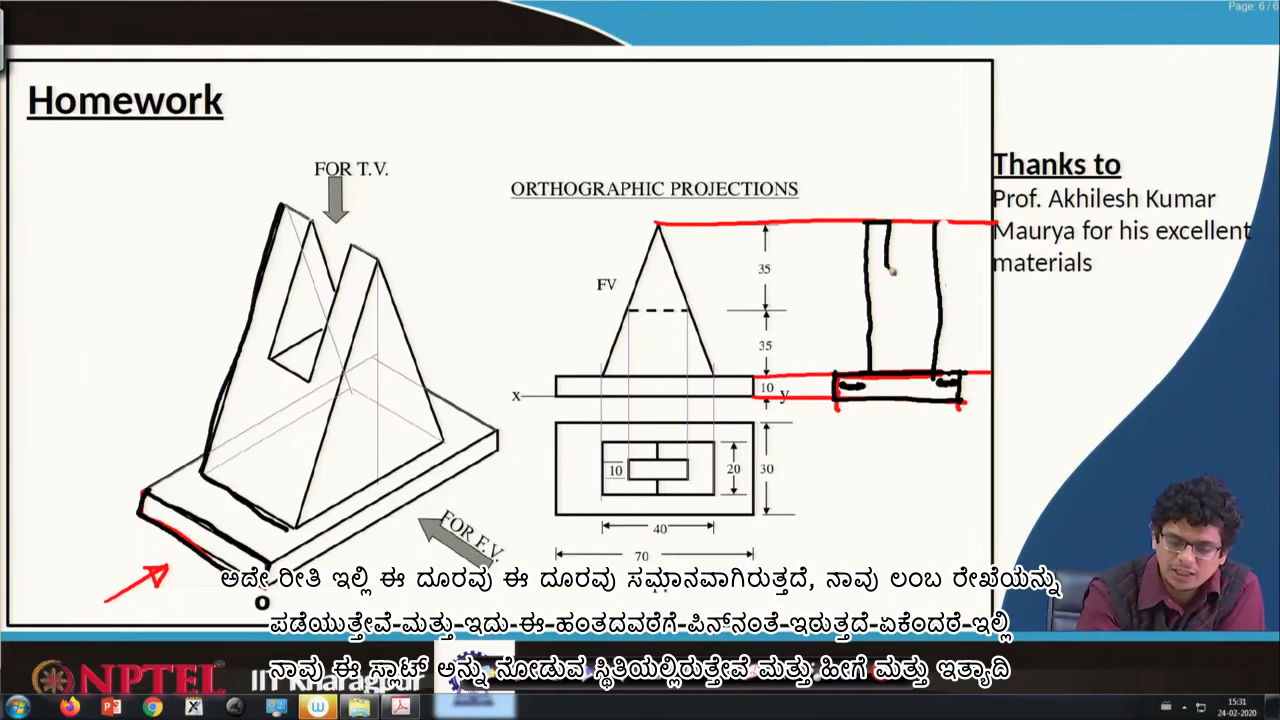 Page: 6 / 6
Homework
FOR T.V.
ORTHOGRAPHIC PROJECTIONS
Thanks to
Prof. Akhilesh Kumar
Maurya for his excellent
materials
FV
35
35
10
x
y
10
20
30
40
70
FOR F.V.
O
ಅದೇ ರೀತಿ ಇಲ್ಲಿ ಈ ದೂರವು ಈ ದೂರವು ಸಮಾನವಾಗಿರುತ್ತದೆ, ನಾವು ಲಂಬ ರೇಖೆಯನ್ನು
ಪಡೆಯುತ್ತೇವೆ ಮತ್ತು ಇದು ಈ ಹಂತದವರೆಗೆ ಪಿನ್‌ನಂತೆ ಇರುತ್ತದೆ ಏಕೆಂದರೆ ಇಲ್ಲಿ
ನಾವು ಈ ಸ್ಲಾಟ್ ಅನ್ನು ನೋಡುವ ಸ್ಥಿತಿಯಲ್ಲಿರುತ್ತೇವೆ ಮತ್ತು ಹೀಗೆ ಮತ್ತು ಇತ್ಯಾದಿ
NPTEL
IIT Kharagpur
15:31
24-02-2020